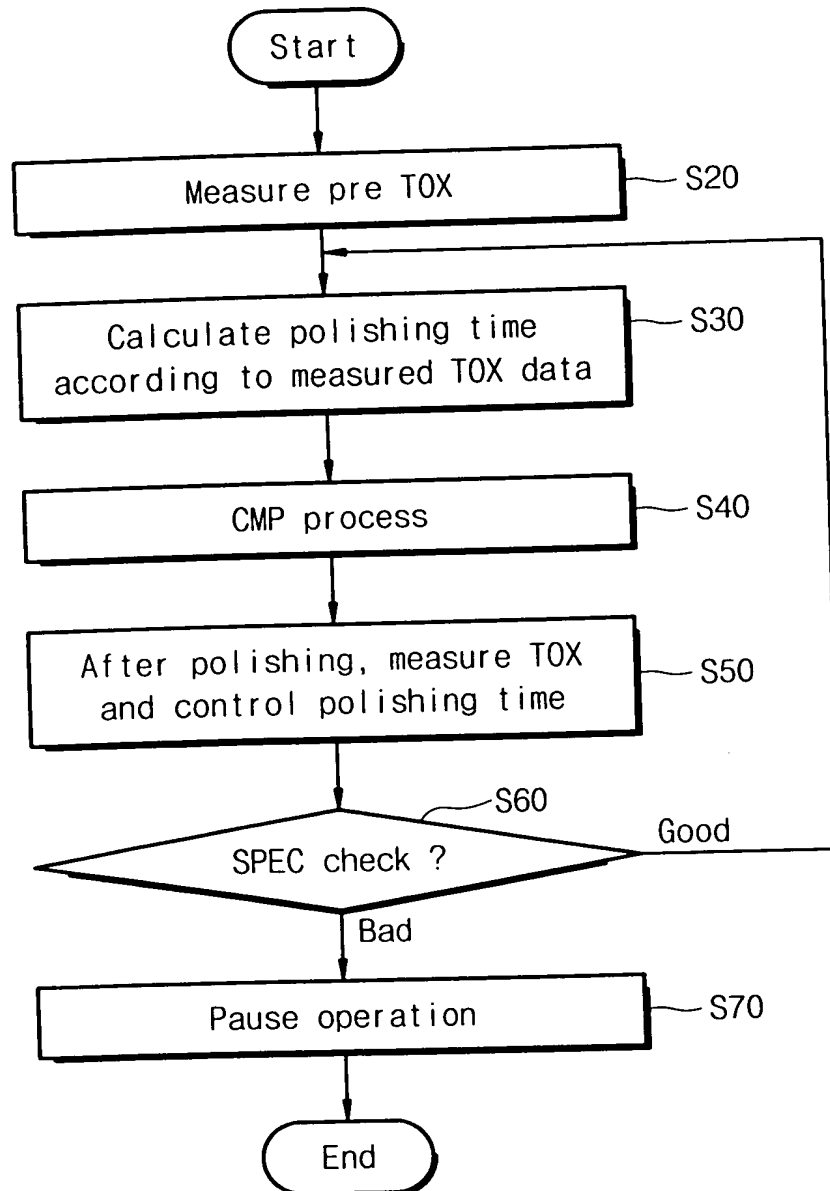 Start
Measure pre TOX
S20
Calculate polishing time
according to measured TOX data
S30
CMP process
S40
After polishing, measure TOX
and control polishing time
S50
S60
SPEC check ?
Good
Bad
Pause operation
S70
End